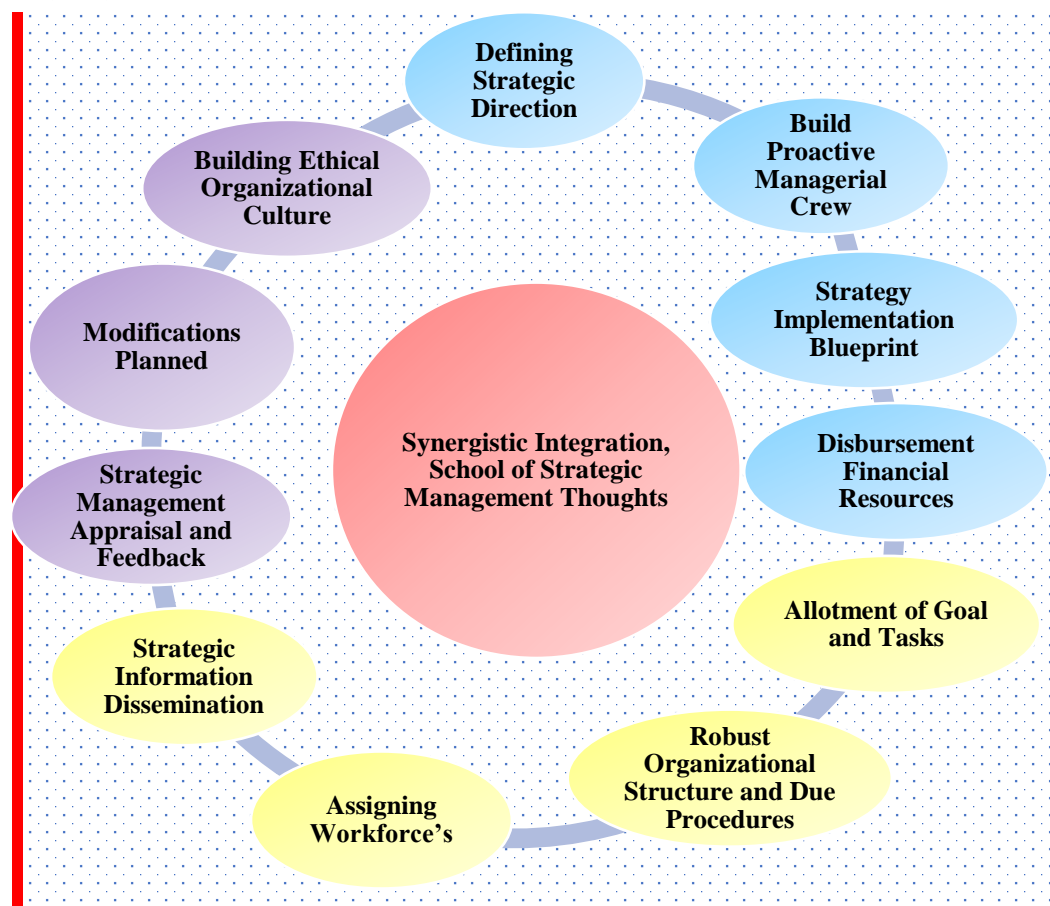 Defining
Strategic
Direction
Build
Proactive
Managerial
Crew
Strategy
Implementation
Blueprint
Disbursement
Financial
Resources
Allotment of Goal
and Tasks
Robust
Organizational
Structure and Due
Procedures
Assigning
Workforce’s
Strategic
Information
Dissemination
Strategic
Management
Appraisal and
Feedback
Modifications
Planned
Building Ethical
Organizational
Culture
Synergistic Integration,
School of Strategic
Management Thoughts